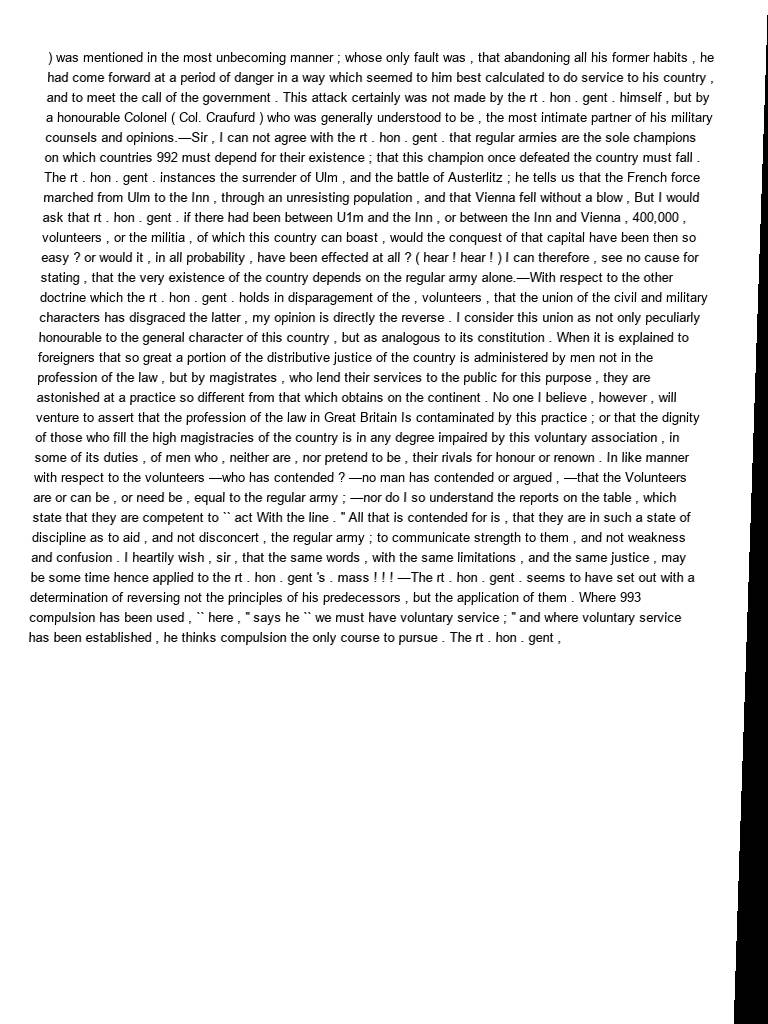 ) was mentioned in the most unbecoming manner ; whose only fault was , that abandoning all his former habits , he
had come forward at a period of danger in a way which seemed to him best calculated to do service to his country ,
and to meet the call of the government . This attack certainly was not made by the rt . hon . gent . himself , but by
a honourable Colonel ( Col. Craufurd ) who was generally understood to be , the most intimate partner of his military
counsels and opinions.—Sir , I can not agree with the rt . hon . gent . that regular armies are the sole champions
on which countries 992 must depend for their existence ; that this champion once defeated the country must fall .
The rt . hon . gent . instances the surrender of Ulm , and the battle of Austerlitz ; he tells us that the French force
marched from Ulm to the Inn , through an unresisting population , and that Vienna fell without a blow , But I would
ask that rt . hon . gent . if there had been between U1m and the Inn , or between the Inn and Vienna , 400,000 ,
volunteers , or the militia , of which this country can boast , would the conquest of that capital have been then so
easy ? or would it , in all probability , have been effected at all ? ( hear ! hear ! ) I can therefore , see no cause for
stating , that the very existence of the country depends on the regular army alone.—With respect to the other
doctrine which the rt . hon . gent . holds in disparagement of the , volunteers , that the union of the civil and military
characters has disgraced the latter , my opinion is directly the reverse . I consider this union as not only peculiarly
honourable to the general character of this country , but as analogous to its constitution . When it is explained to
foreigners that so great a portion of the distributive justice of the country is administered by men not in the
profession of the law , but by magistrates , who lend their services to the public for this purpose , they are
astonished at a practice so different from that which obtains on the continent . No one I believe , however , will
venture to assert that the profession of the law in Great Britain Is contaminated by this practice ; or that the dignity
of those who fill the high magistracies of the country is in any degree impaired by this voluntary association , in
some of its duties , of men who , neither are , nor pretend to be , their rivals for honour or renown . In like manner
with respect to the volunteers —who has contended ? —no man has contended or argued , —that the Volunteers
are or can be , or need be , equal to the regular army ; —nor do I so understand the reports on the table , which
state that they are competent to `` act With the line . '' All that is contended for is , that they are in such a state of
discipline as to aid , and not disconcert , the regular army ; to communicate strength to them , and not weakness
and confusion . I heartily wish , sir , that the same words , with the same limitations , and the same justice , may
be some time hence applied to the rt . hon . gent 's . mass ! ! ! —The rt . hon . gent . seems to have set out with a
determination of reversing not the principles of his predecessors , but the application of them . Where 993
compulsion has been used , `` here , '' says he `` we must have voluntary service ; '' and where voluntary service
has been established , he thinks compulsion the only course to pursue . The rt . hon . gent ,